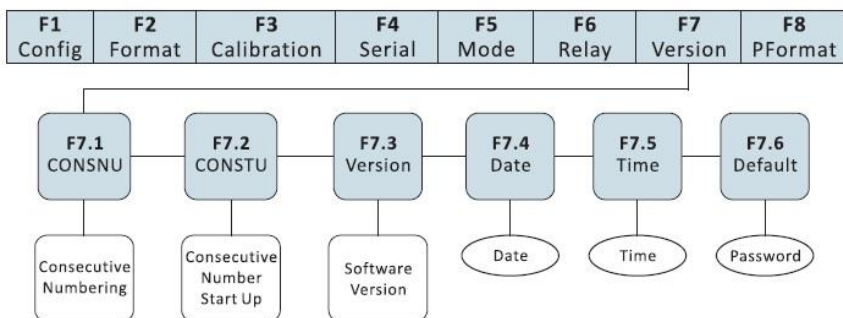 F1 F2 F3 F4 F5 F6 F7 F8
Config Format Calibration Serial Mode Relay Version PFormat
F7.1 F7.2 F7.3 F7.4 F7.5 F7.6
CONSNU CONSTU Version Date Time Default
Consecutive
Numbering
Consecutive
Number
Start Up
Software
Version
Date
Time
Password